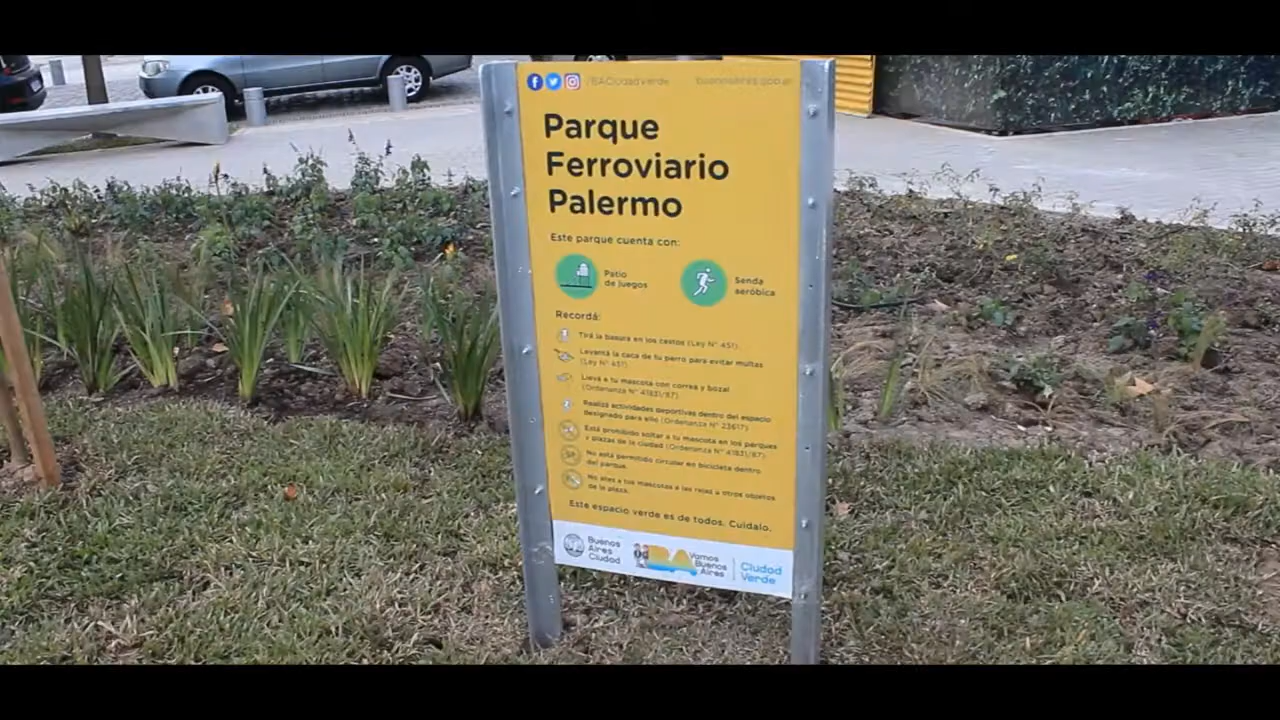 /BACiudadverde
buenosaires.gob.ar
Parque
Ferroviario
Palermo
Este parque cuenta con:
Patio
de juegos
Senda
aeróbica
Recordá:
Tirá la basura en los cestos (Ley N° 451)
Levantá la caca de tu perro para evitar multas
(Ley N° 451)
Llevá a tu mascota con correa y bozal
(Ordenanza N° 41831/87)
Realizá actividades deportivas dentro del espacio
designado para ello (Ordenanza N° 23617)
Está prohibido soltar a tu mascota en los parques
y plazas de la ciudad (Ordenanza N° 41831/87)
No está permitido circular en bicicleta dentro
del parque.
No ates a tus mascotas a las rejas u otros objetos
de la plaza.
Este espacio verde es de todos. Cuidalo.
Buenos
Aires
Ciudad
BA
Vamos
Buenos
Aires
Ciudad
Verde